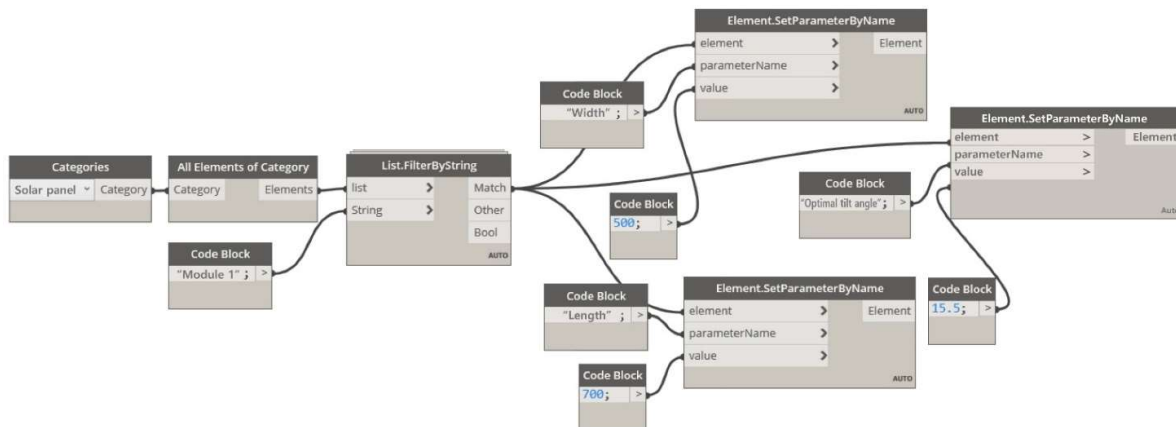 Categories
Solar panel Category
All Elements of Category
Category Elements
Code Block
"Module 1" ; >
List.FilterByString
list > Match
String > Other
Bool
AUTO
Code Block
"Width" ; >
Element.SetParameterByName
element > Element
parameterName >
value >
AUTO
Code Block
500; >
Code Block
"Length" ; >
Code Block
700; >
Element.SetParameterByName
element > Element
parameterName >
value >
AUTO
Code Block
"Optimal tilt angle"; >
Element.SetParameterByName
element > Element
parameterName >
value >
Auto
Code Block
15.5; >